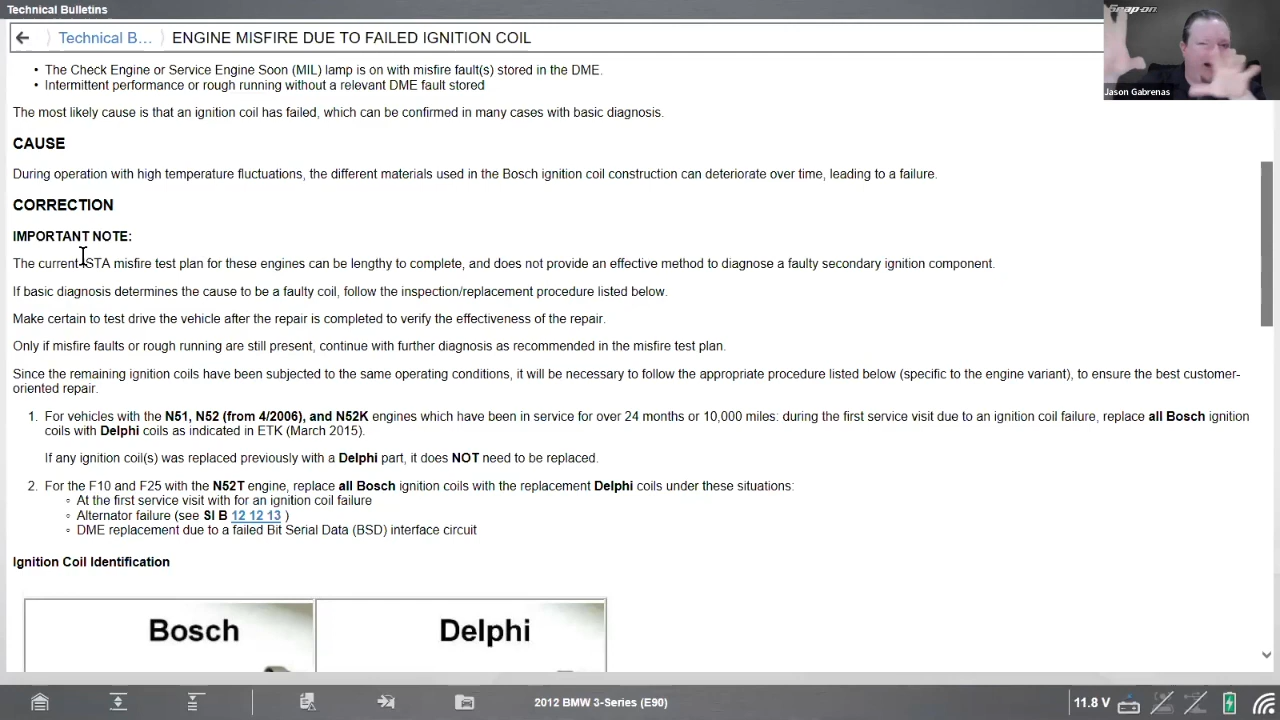 Technical Bulletins
Technical B... ENGINE MISFIRE DUE TO FAILED IGNITION COIL
Snap-on
Jason Gabrenas
• The Check Engine or Service Engine Soon (MIL) lamp is on with misfire fault(s) stored in the DME.
• Intermittent performance or rough running without a relevant DME fault stored
The most likely cause is that an ignition coil has failed, which can be confirmed in many cases with basic diagnosis.
CAUSE
During operation with high temperature fluctuations, the different materials used in the Bosch ignition coil construction can deteriorate over time, leading to a failure.
CORRECTION
IMPORTANT NOTE:
The current ISTA misfire test plan for these engines can be lengthy to complete, and does not provide an effective method to diagnose a faulty secondary ignition component.
If basic diagnosis determines the cause to be a faulty coil, follow the inspection/replacement procedure listed below.
Make certain to test drive the vehicle after the repair is completed to verify the effectiveness of the repair.
Only if misfire faults or rough running are still present, continue with further diagnosis as recommended in the misfire test plan.
Since the remaining ignition coils have been subjected to the same operating conditions, it will be necessary to follow the appropriate procedure listed below (specific to the engine variant), to ensure the best customer-
oriented repair.
1. For vehicles with the N51, N52 (from 4/2006), and N52K engines which have been in service for over 24 months or 10,000 miles: during the first service visit due to an ignition coil failure, replace all Bosch ignition
coils with Delphi coils as indicated in ETK (March 2015).
If any ignition coil(s) was replaced previously with a Delphi part, it does NOT need to be replaced.
2. For the F10 and F25 with the N52T engine, replace all Bosch ignition coils with the replacement Delphi coils under these situations:
◦ At the first service visit with for an ignition coil failure
◦ Alternator failure (see SI B 12 12 13 )
◦ DME replacement due to a failed Bit Serial Data (BSD) interface circuit
Ignition Coil Identification
Bosch Delphi
2012 BMW 3-Series (E90)
11.8 V